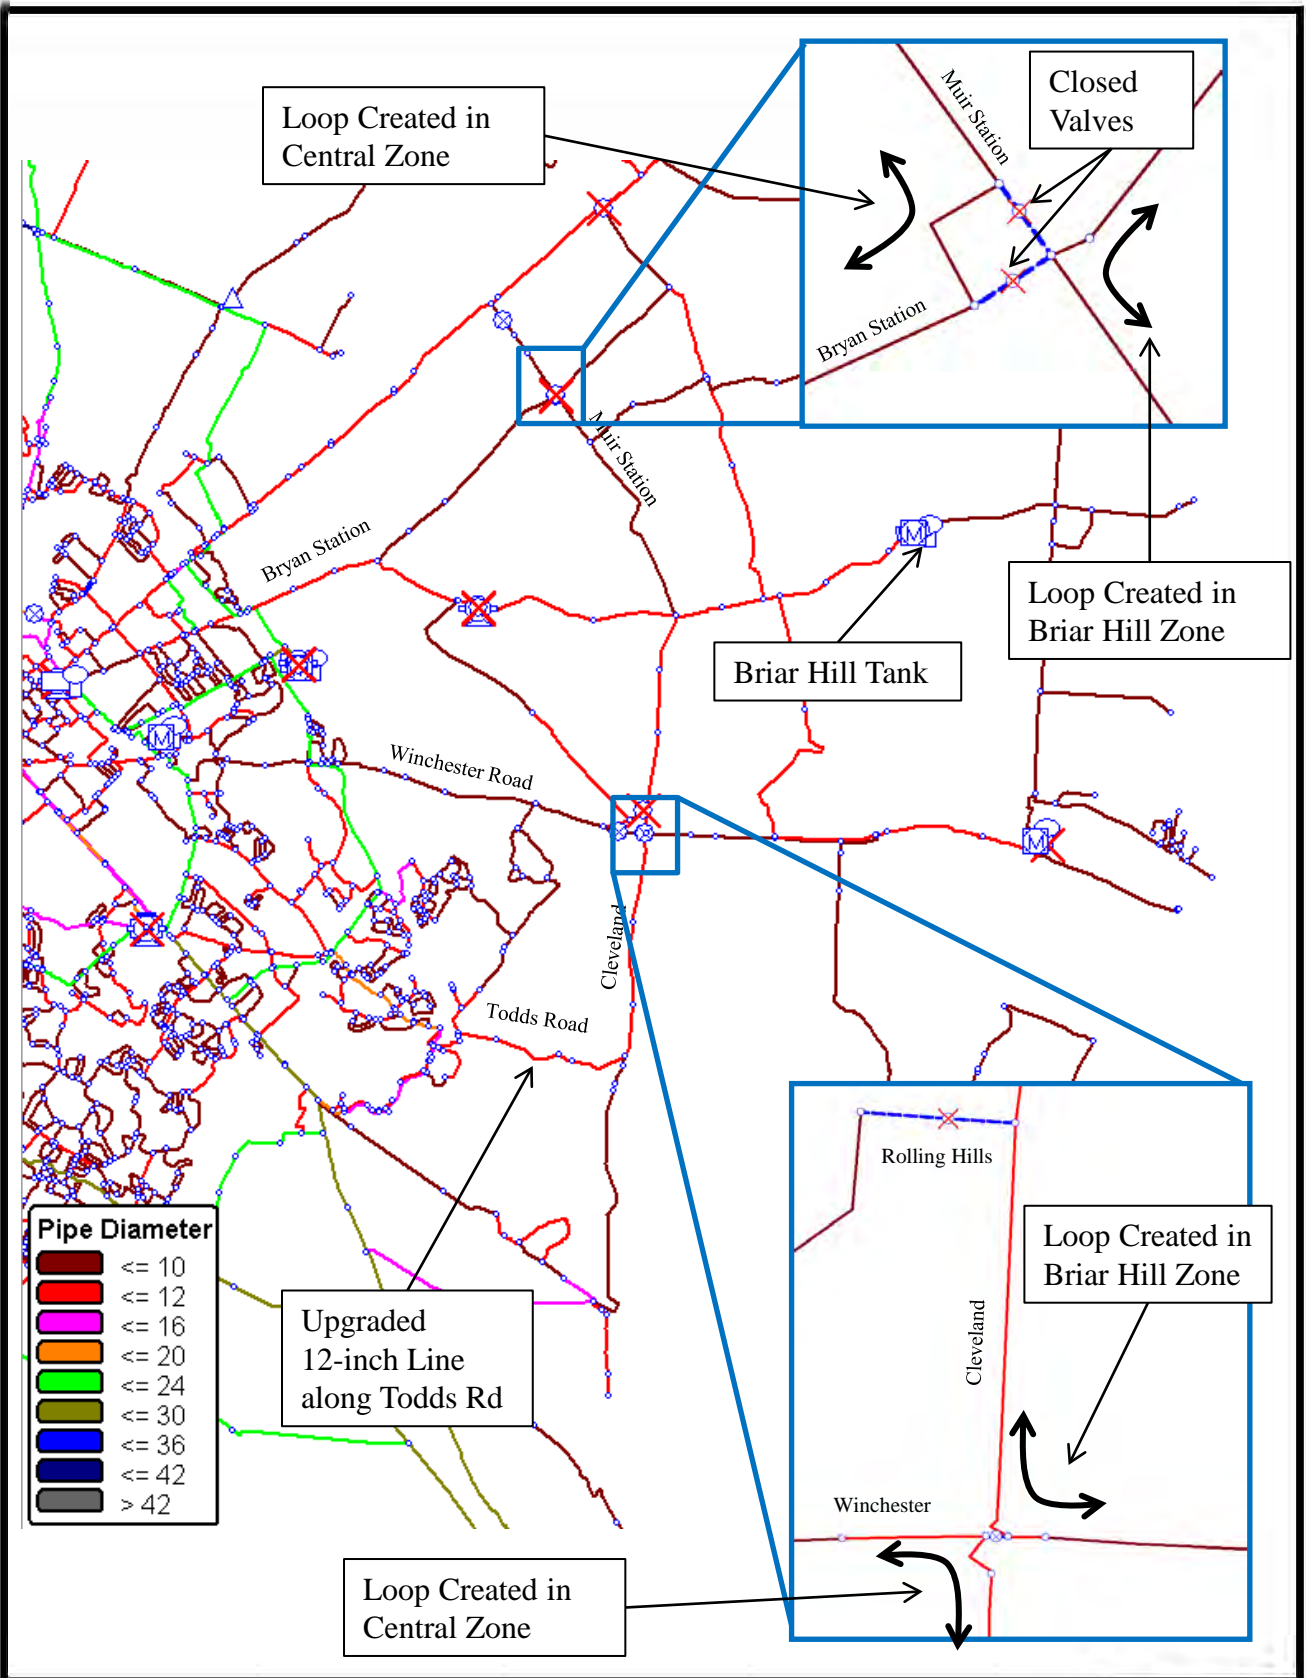 Loop Created in
Central Zone
Muir Station
Closed
Valves
Bryan Station
Muir Station
Bryan Station
M
Loop Created in
Briar Hill Zone
Briar Hill Tank
M
Winchester Road
M
Cleveland
Todds Road
Rolling Hills
Loop Created in
Briar Hill Zone
Cleveland
Winchester
Pipe Diameter
<= 10
<= 12
<= 16
<= 20
<= 24
<= 30
<= 36
<= 42
> 42
Upgraded
12-inch Line
along Todds Rd
Loop Created in
Central Zone